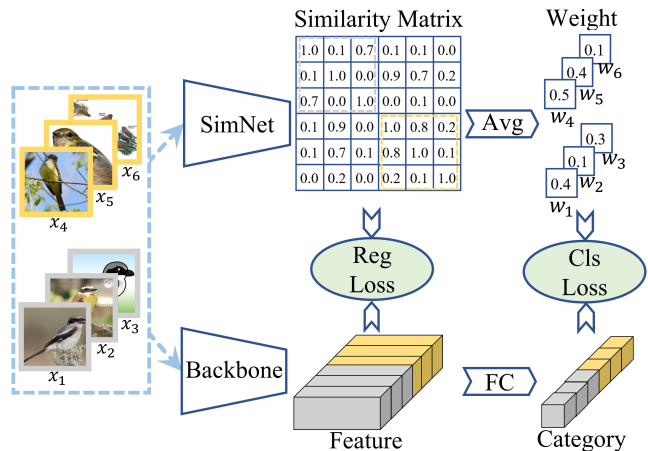 Similarity Matrix
Weight
1.0 0.1 0.7 0.1 0.1 0.0
0.1 1.0 0.0 0.9 0.7 0.2
0.7 0.0 1.0 0.0 0.1 0.0
0.1 0.9 0.0 1.0 0.8 0.2
0.1 0.7 0.1 0.8 1.0 0.1
0.0 0.2 0.0 0.2 0.1 1.0
SimNet
Avg
0.1
w6
0.4
w5
0.5
w4
0.3
w3
0.1
w2
0.4
w1
x6
x5
x4
x3
x2
x1
Reg
Loss
Cls
Loss
Backbone
FC
Feature
Category